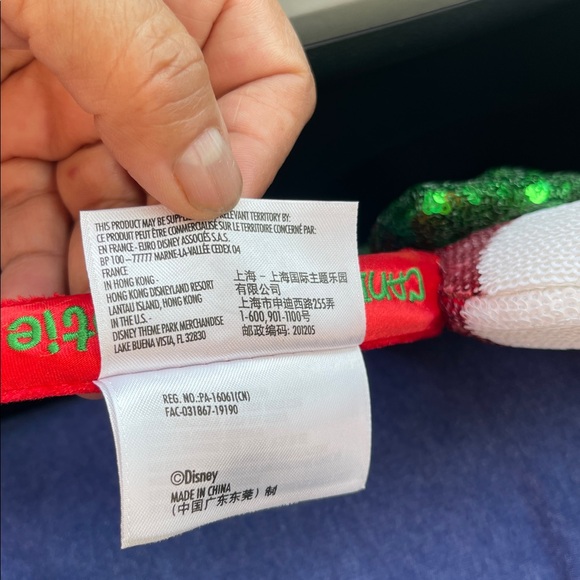 THIS PRODUCT MAY BE SUPPLIED RELEVANT TERRITORY BY:
CE PRODUIT PEUT ÊTRE COMMERCIALISÉ SUR LE TERRITOIRE CONCERNÉ PAR:
EN FRANCE - EURO DISNEY ASSOCIÉS S.A.S.
BP 100 - 77777 MARNE-LA-VALLÉE CEDEX 04
FRANCE
IN HONG KONG -
HONG KONG DISNEYLAND RESORT
LANTAU ISLAND, HONG KONG
IN THE U.S. -
DISNEY THEME PARK MERCHANDISE
LAKE BUENA VISTA, FL 32830
上海 - 上海国际主题乐园
有限公司
上海市申迪西路255弄
1-600,901-1100号
邮政编码: 201205
REG. NO.:PA-16061(CN)
FAC-031867-19190
©Disney
MADE IN CHINA
(中国广东东莞) 制
tie